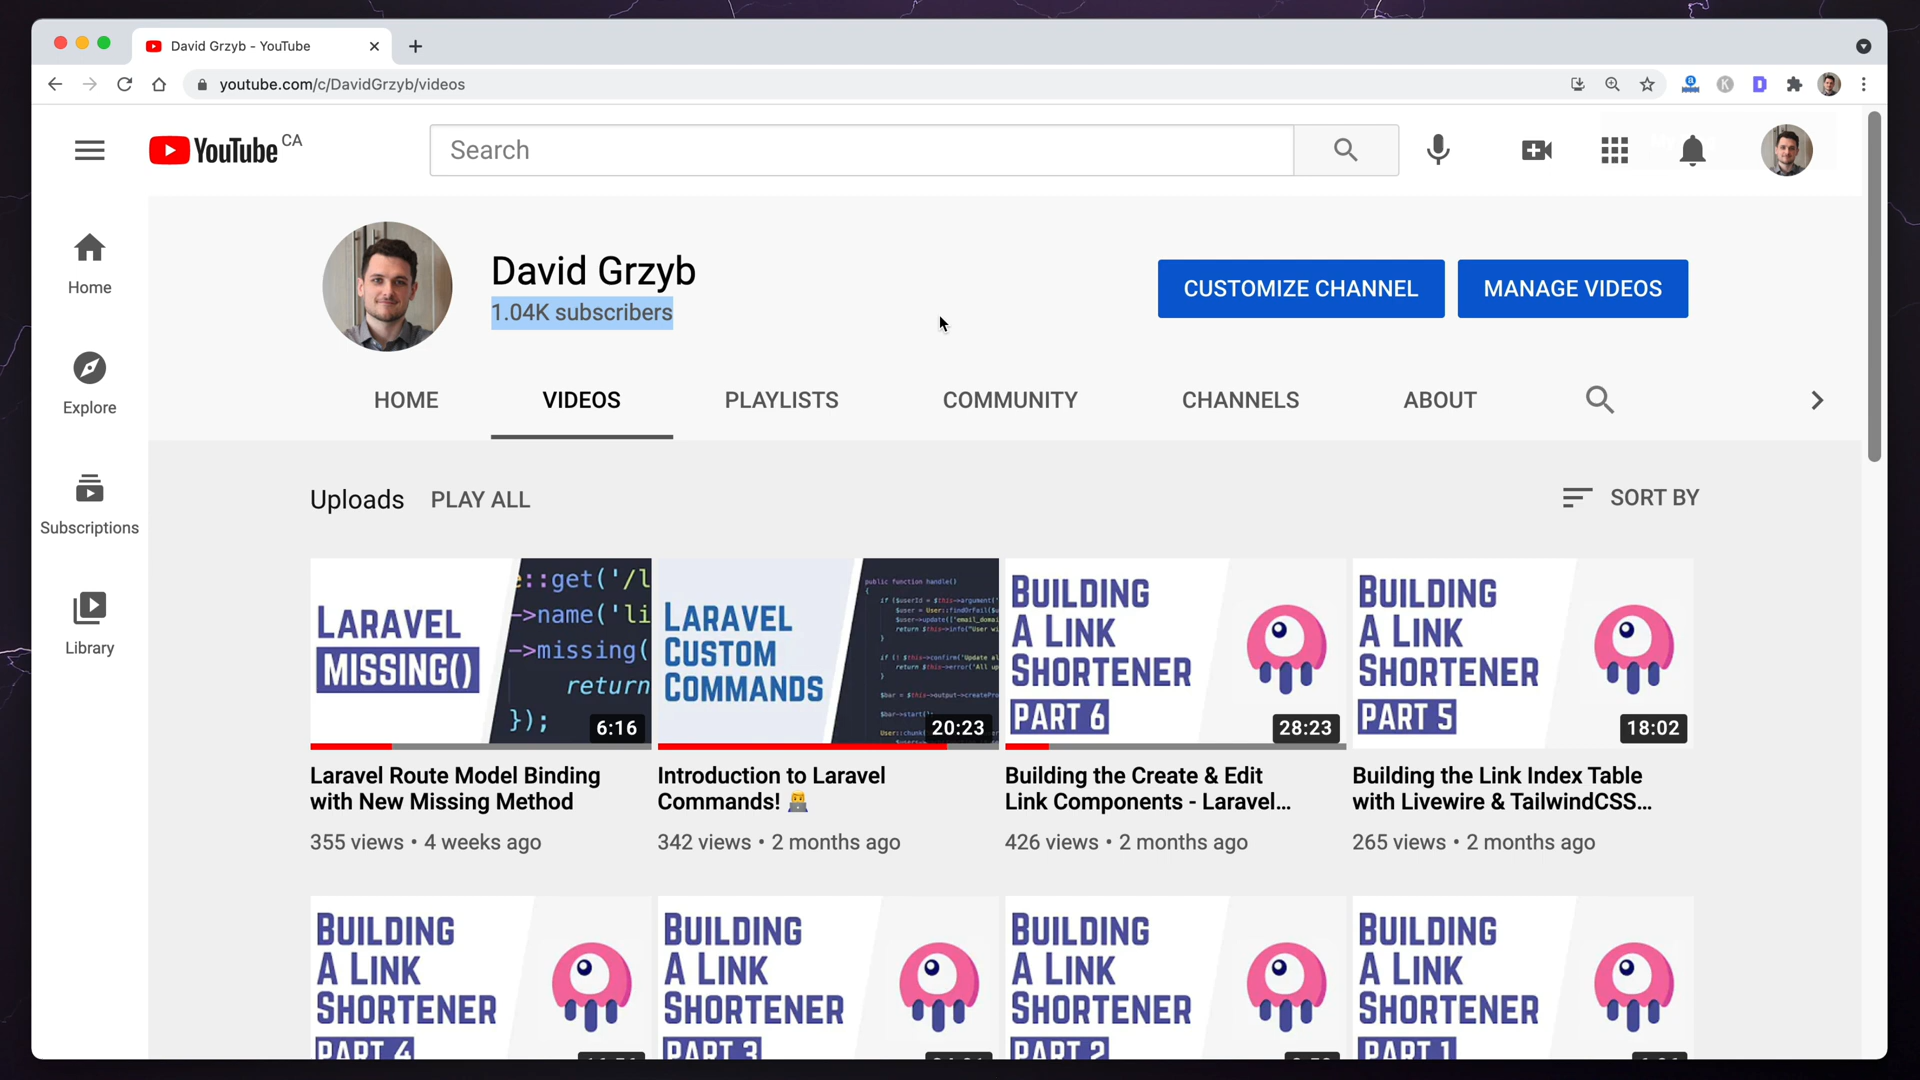 David Grzyb - YouTube
youtube.com/c/DavidGrzyb/videos
YouTube CA
Search
Home
Explore
Subscriptions
Library
David Grzyb
1.04K subscribers
CUSTOMIZE CHANNEL
MANAGE VIDEOS
HOME
VIDEOS
PLAYLISTS
COMMUNITY
CHANNELS
ABOUT
Uploads
PLAY ALL
SORT BY
LARAVEL
MISSING()
::get('/l
->name('li
->missing(
return
});
6:16
Laravel Route Model Binding
with New Missing Method
355 views • 4 weeks ago
LARAVEL
CUSTOM
COMMANDS
public function handle()
{
20:23
Introduction to Laravel
Commands! 👨‍💻
342 views • 2 months ago
BUILDING
A LINK
SHORTENER
PART 6
28:23
Building the Create & Edit
Link Components - Laravel...
426 views • 2 months ago
BUILDING
A LINK
SHORTENER
PART 5
18:02
Building the Link Index Table
with Livewire & TailwindCSS...
265 views • 2 months ago
BUILDING
A LINK
SHORTENER
PART 4
BUILDING
A LINK
SHORTENER
PART 3
BUILDING
A LINK
SHORTENER
PART 2
BUILDING
A LINK
SHORTENER
PART 1